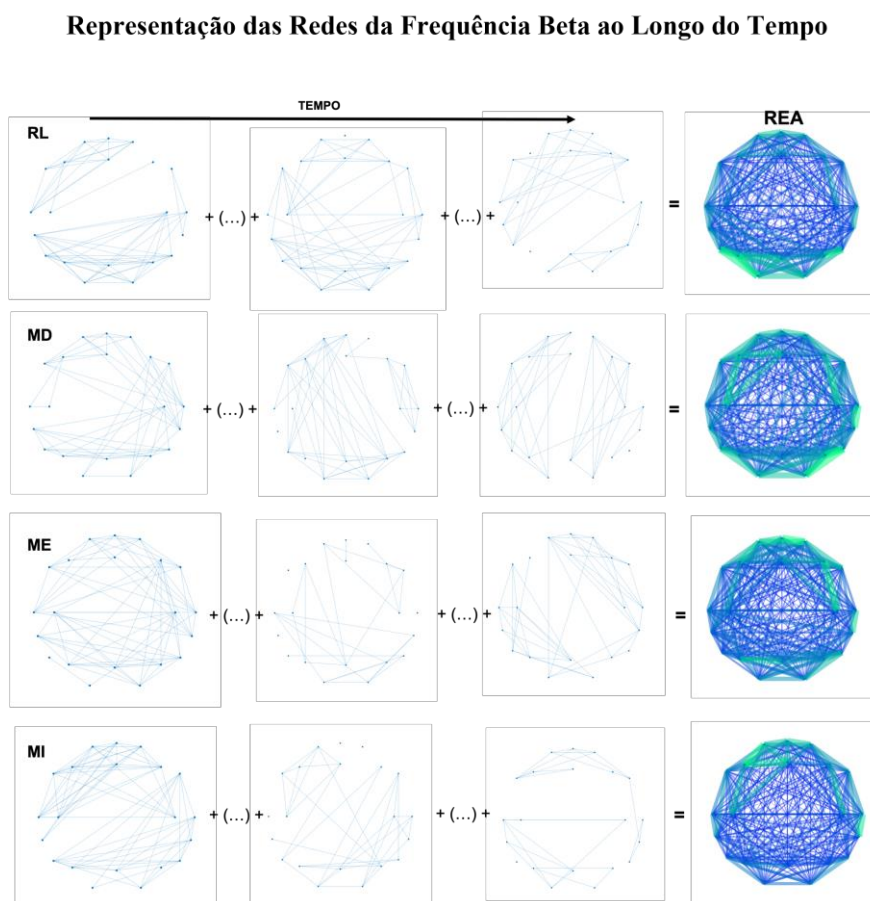 Representação das Redes da Frequência Beta ao Longo do Tempo
TEMPO
REA
RL
+ (...) +
+ (...) +
=
MD
+ (...) +
+ (...) +
=
ME
+ (...) +
+ (...) +
=
MI
+ (...) +
+ (...) +
=